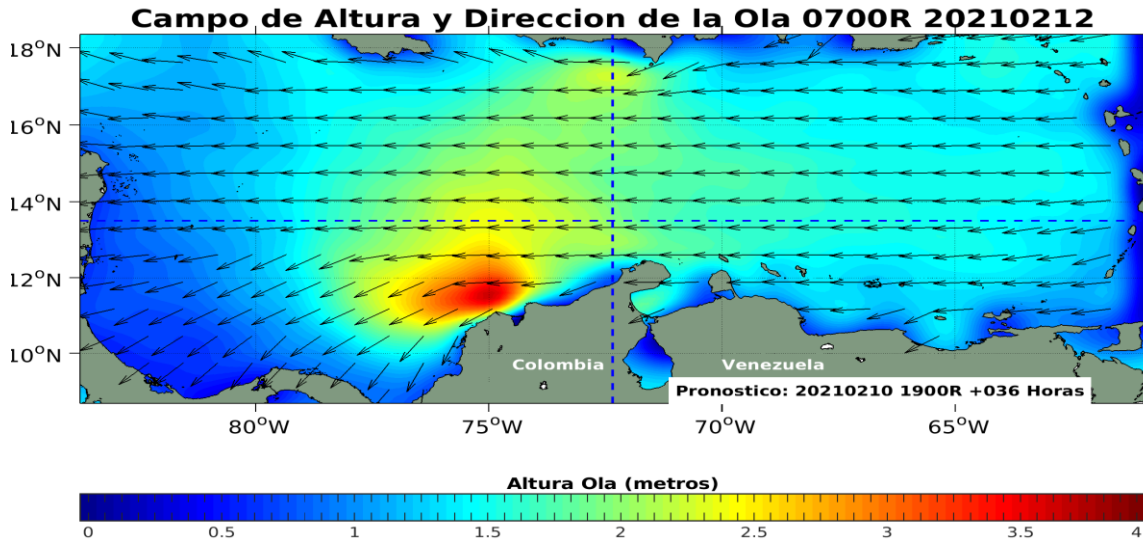 Campo de Altura y Direccion de la Ola 0700R 20210212
18°N
16°N
14°N
12°N
10°N
Colombia
Venezuela
Pronostico: 20210210 1900R +036 Horas
80°W
75°W
70°W
65°W
Altura Ola (metros)
0 0.5 1 1.5 2 2.5 3 3.5 4